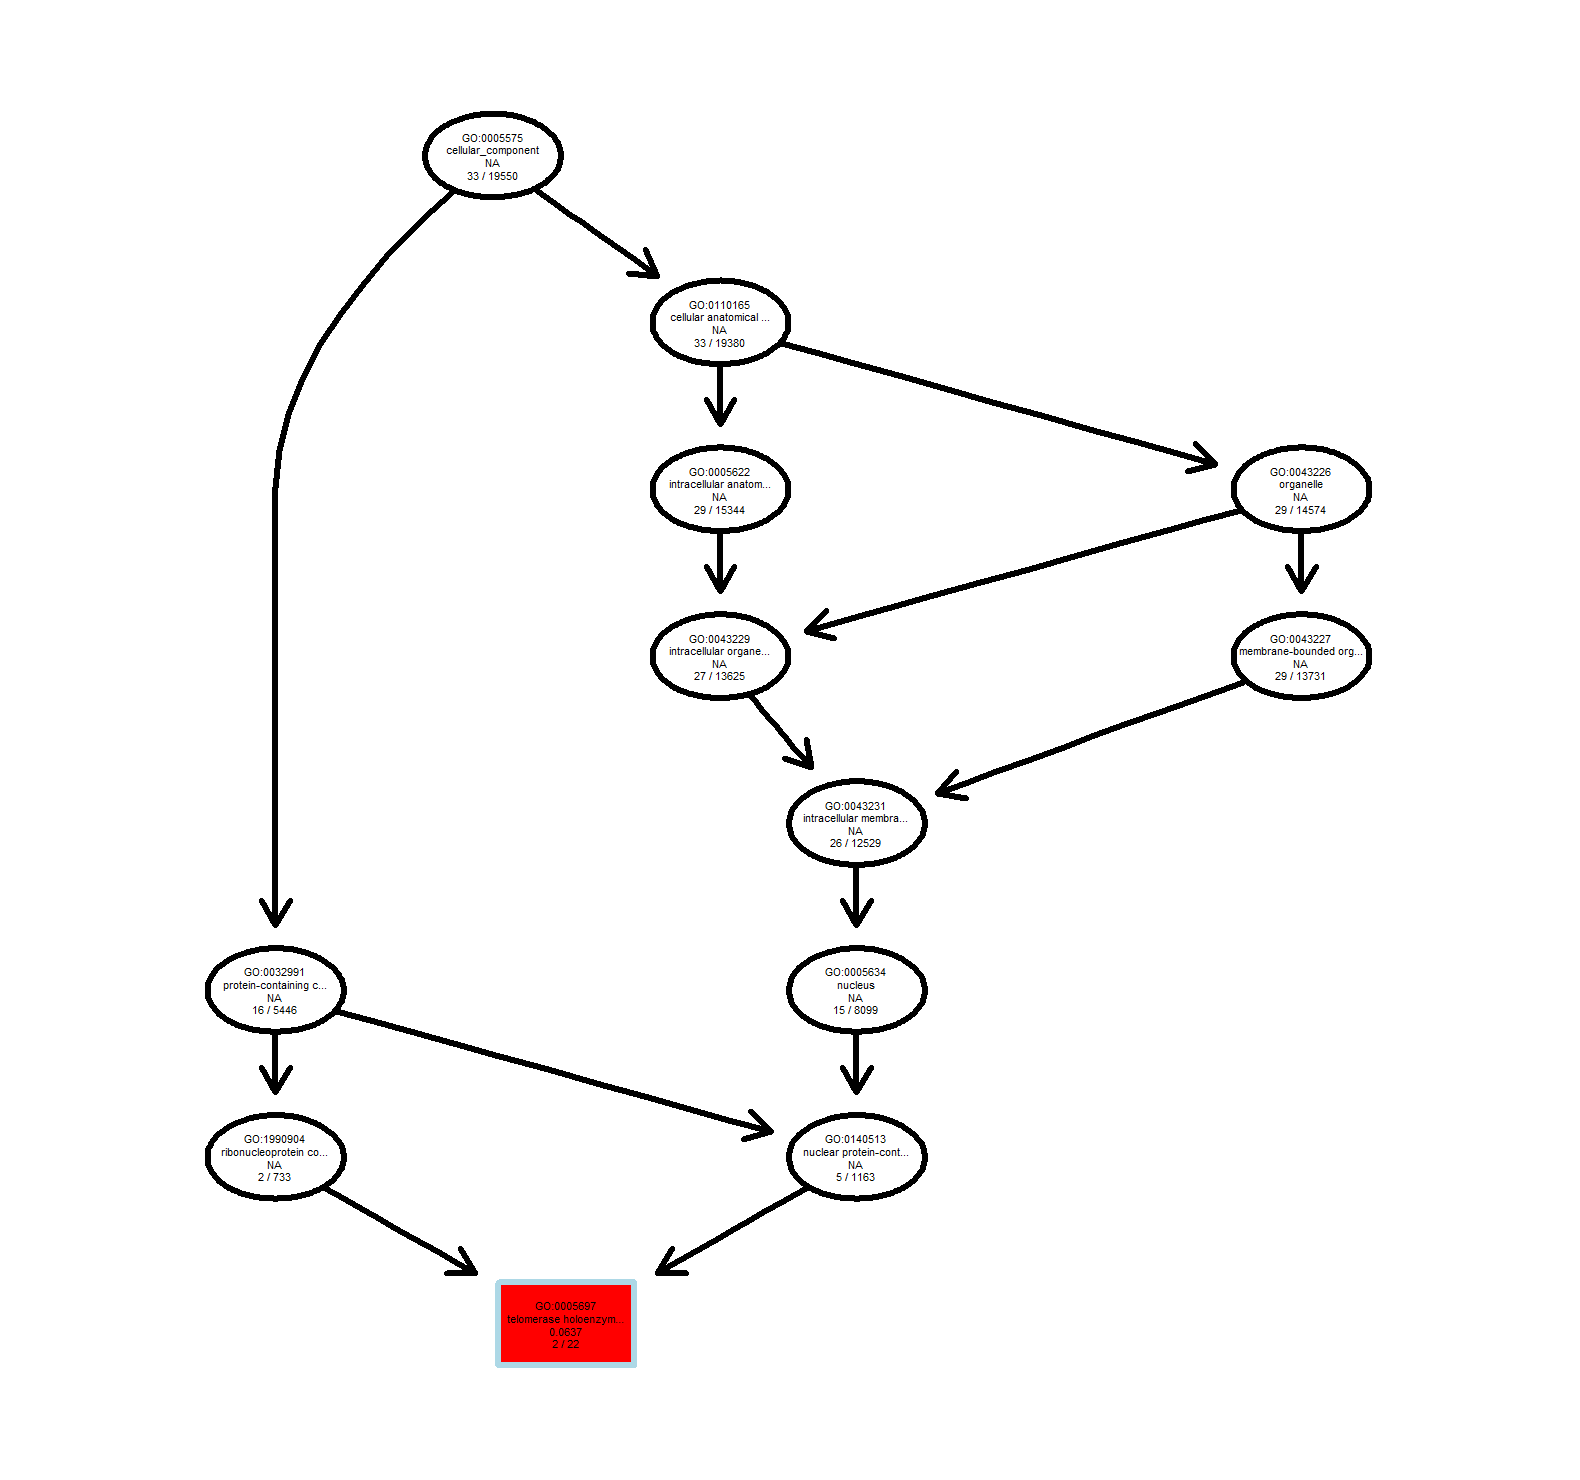 GO:0005575
cellular_component
NA
33 / 19550
GO:0110165
cellular anatomical ...
NA
33 / 19380
GO:0005622
intracellular anatom...
NA
29 / 15344
GO:0043226
organelle
NA
29 / 14574
GO:0043229
intracellular organe...
NA
27 / 13625
GO:0043227
membrane-bounded org...
NA
29 / 13731
GO:0043231
intracellular membra...
NA
26 / 12529
GO:0032991
protein-containing c...
NA
16 / 5446
GO:0005634
nucleus
NA
15 / 8099
GO:1990904
ribonucleoprotein co...
NA
2 / 733
GO:0140513
nuclear protein-cont...
NA
5 / 1163
GO:0005697
telomerase holoenzym...
0.0637
2 / 22